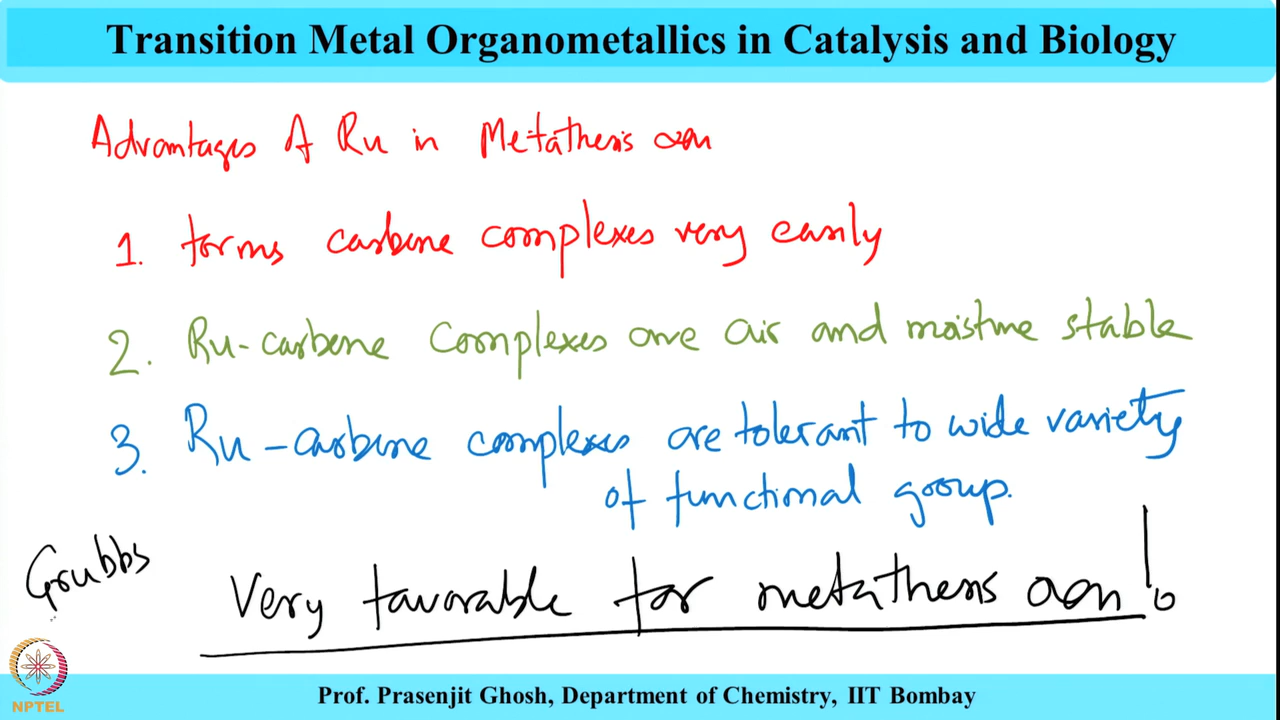 Transition Metal Organometallics in Catalysis and Biology
Advantages of Ru in Metathesis rxn
1. forms carbene complexes very easily
2. Ru-carbene complexes are air and moisture stable
3. Ru-carbene complexes are tolerant to wide variety
of functional group.
Grubbs
Very favorable for metathesis rxn!
NPTEL
Prof. Prasenjit Ghosh, Department of Chemistry, IIT Bombay